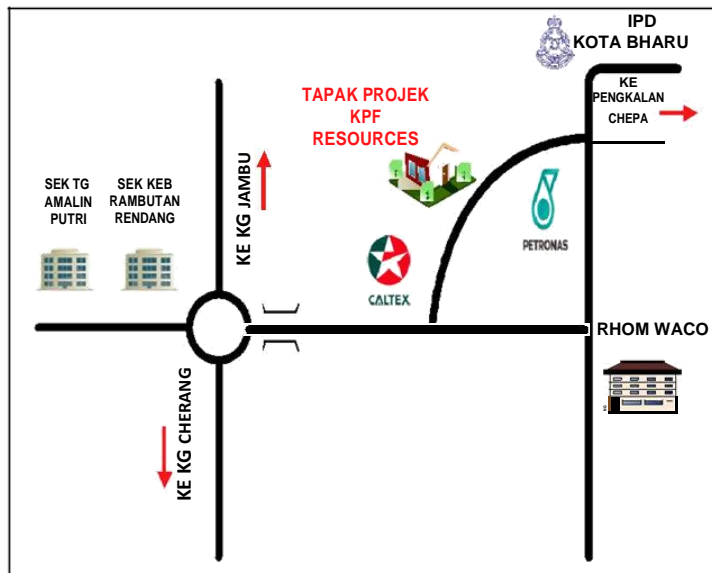 IPD
KOTA BHARU
KE
PENGKALAN
CHEPA
TAPAK PROJEK
KPF
RESOURCES
SEK TG
AMALIN
PUTRI
SEK KEB
RAMBUTAN
RENDANG
KE KG JAMBU
PETRONAS
CALTEX
RHOM WACO
KE KG CHERANG